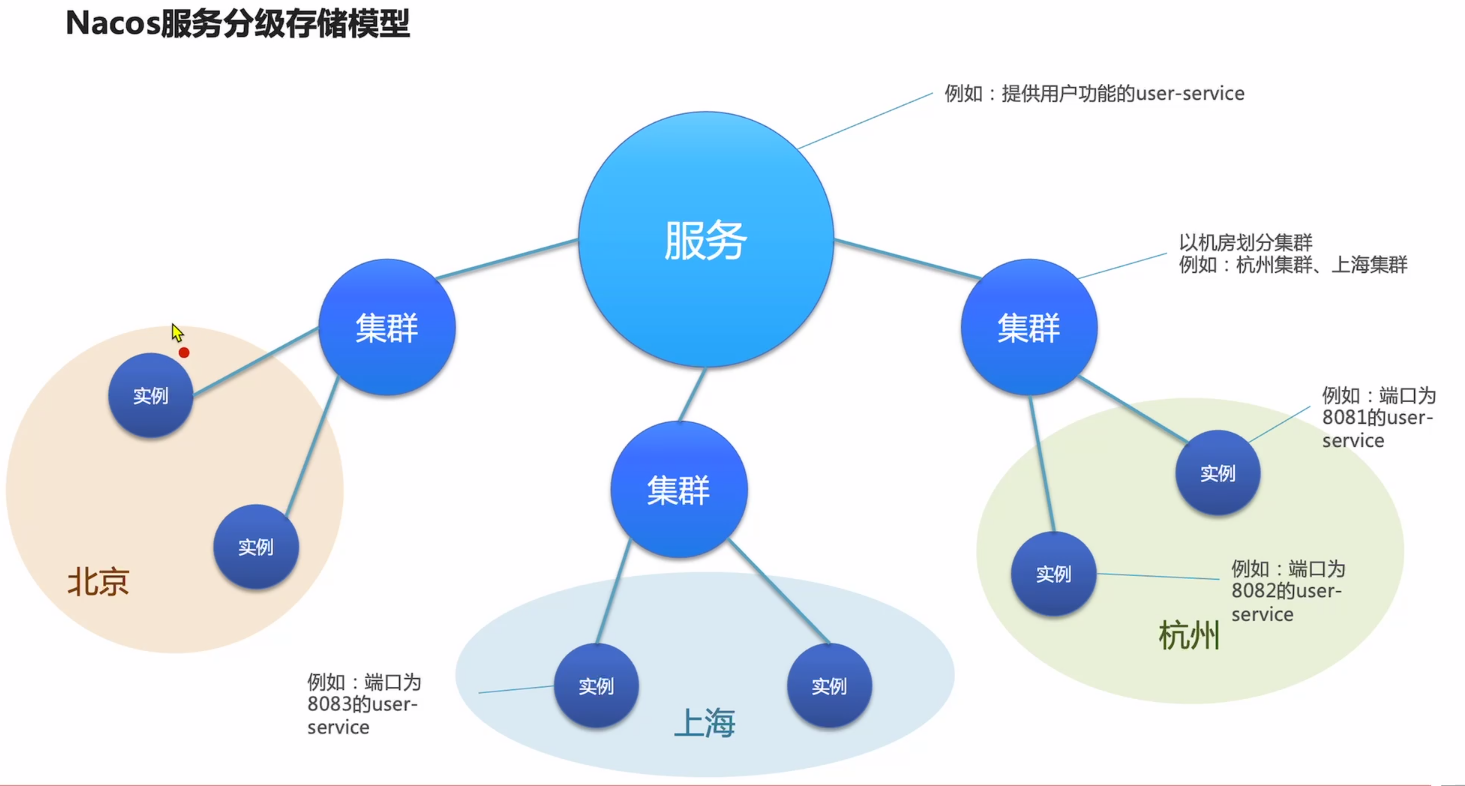 Nacos服务分级存储模型
例如：提供用户功能的user-service
服务
以机房划分集群
例如：杭州集群、上海集群
集群
集群
例如：端口为
8081的user-
service
实例
实例
集群
实例
实例
实例
例如：端口为
8082的user-
service
北京
杭州
例如：端口为
8083的user-
service
实例
上海